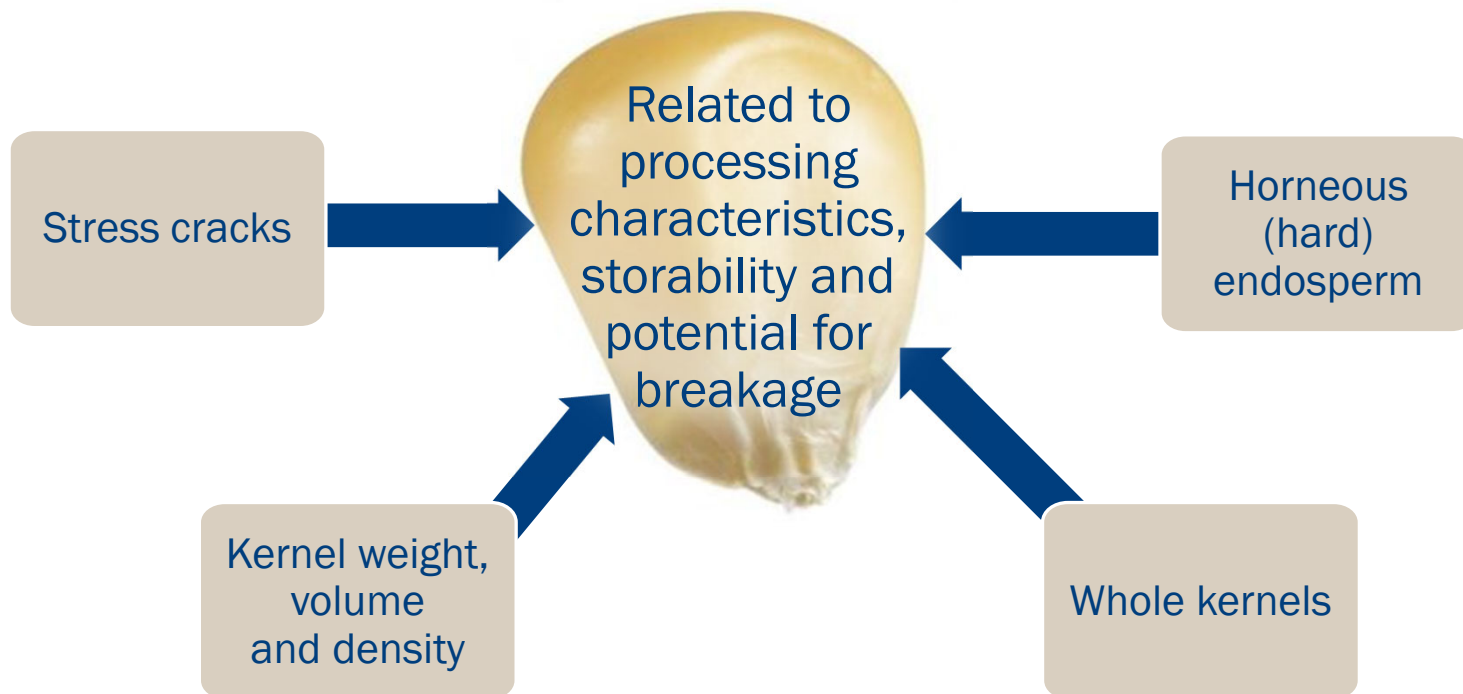 Related to
processing
characteristics,
storability and
potential for
breakage
Stress cracks
Horneous
(hard)
endosperm
Kernel weight,
volume
and density
Whole kernels